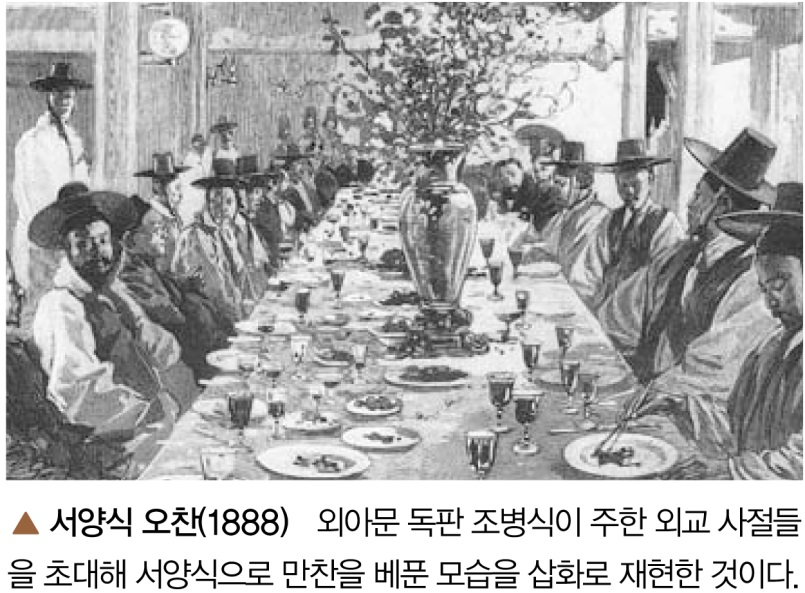 ▲ 서양식 오찬(1888) 외아문 독판 조병식이 주한 외교 사절들
을 초대해 서양식으로 만찬을 베푼 모습을 삽화로 재현한 것이다.